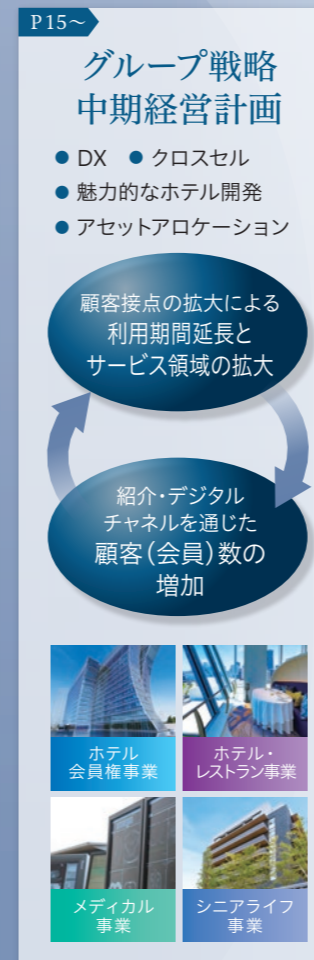 P15～
グループ戦略
中期経営計画
● DX ● クロスセル
● 魅力的なホテル開発
● アセットアロケーション
顧客接点の拡大による
利用期間延長と
サービス領域の拡大
紹介・デジタル
チャネルを通じた
顧客（会員）数の
増加
ホテル
会員権事業
ホテル・
レストラン事業
メディカル
事業
シニアライフ
事業